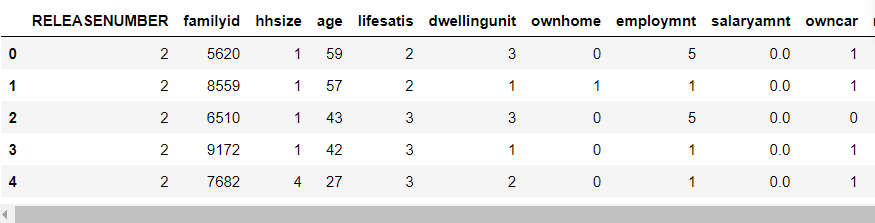 RELEASENUMBER familyid hhsize age lifesatis dwellingunit ownhome employmnt salaryamnt owncar
0 2 5620 1 59 2 3 0 5 0.0 1
1 2 8559 1 57 2 1 1 1 0.0 1
2 2 6510 1 43 3 3 0 5 0.0 0
3 2 9172 1 42 3 1 0 1 0.0 1
4 2 7682 4 27 3 2 0 1 0.0 1